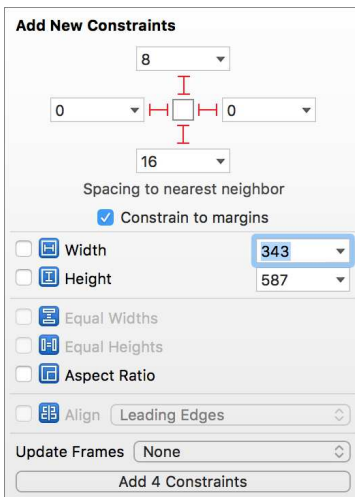 Add New Constraints
8
0 0
16
Spacing to nearest neighbor
Constrain to margins
Width 343
Height 587
Equal Widths
Equal Heights
Aspect Ratio
Align Leading Edges
Update Frames None
Add 4 Constraints